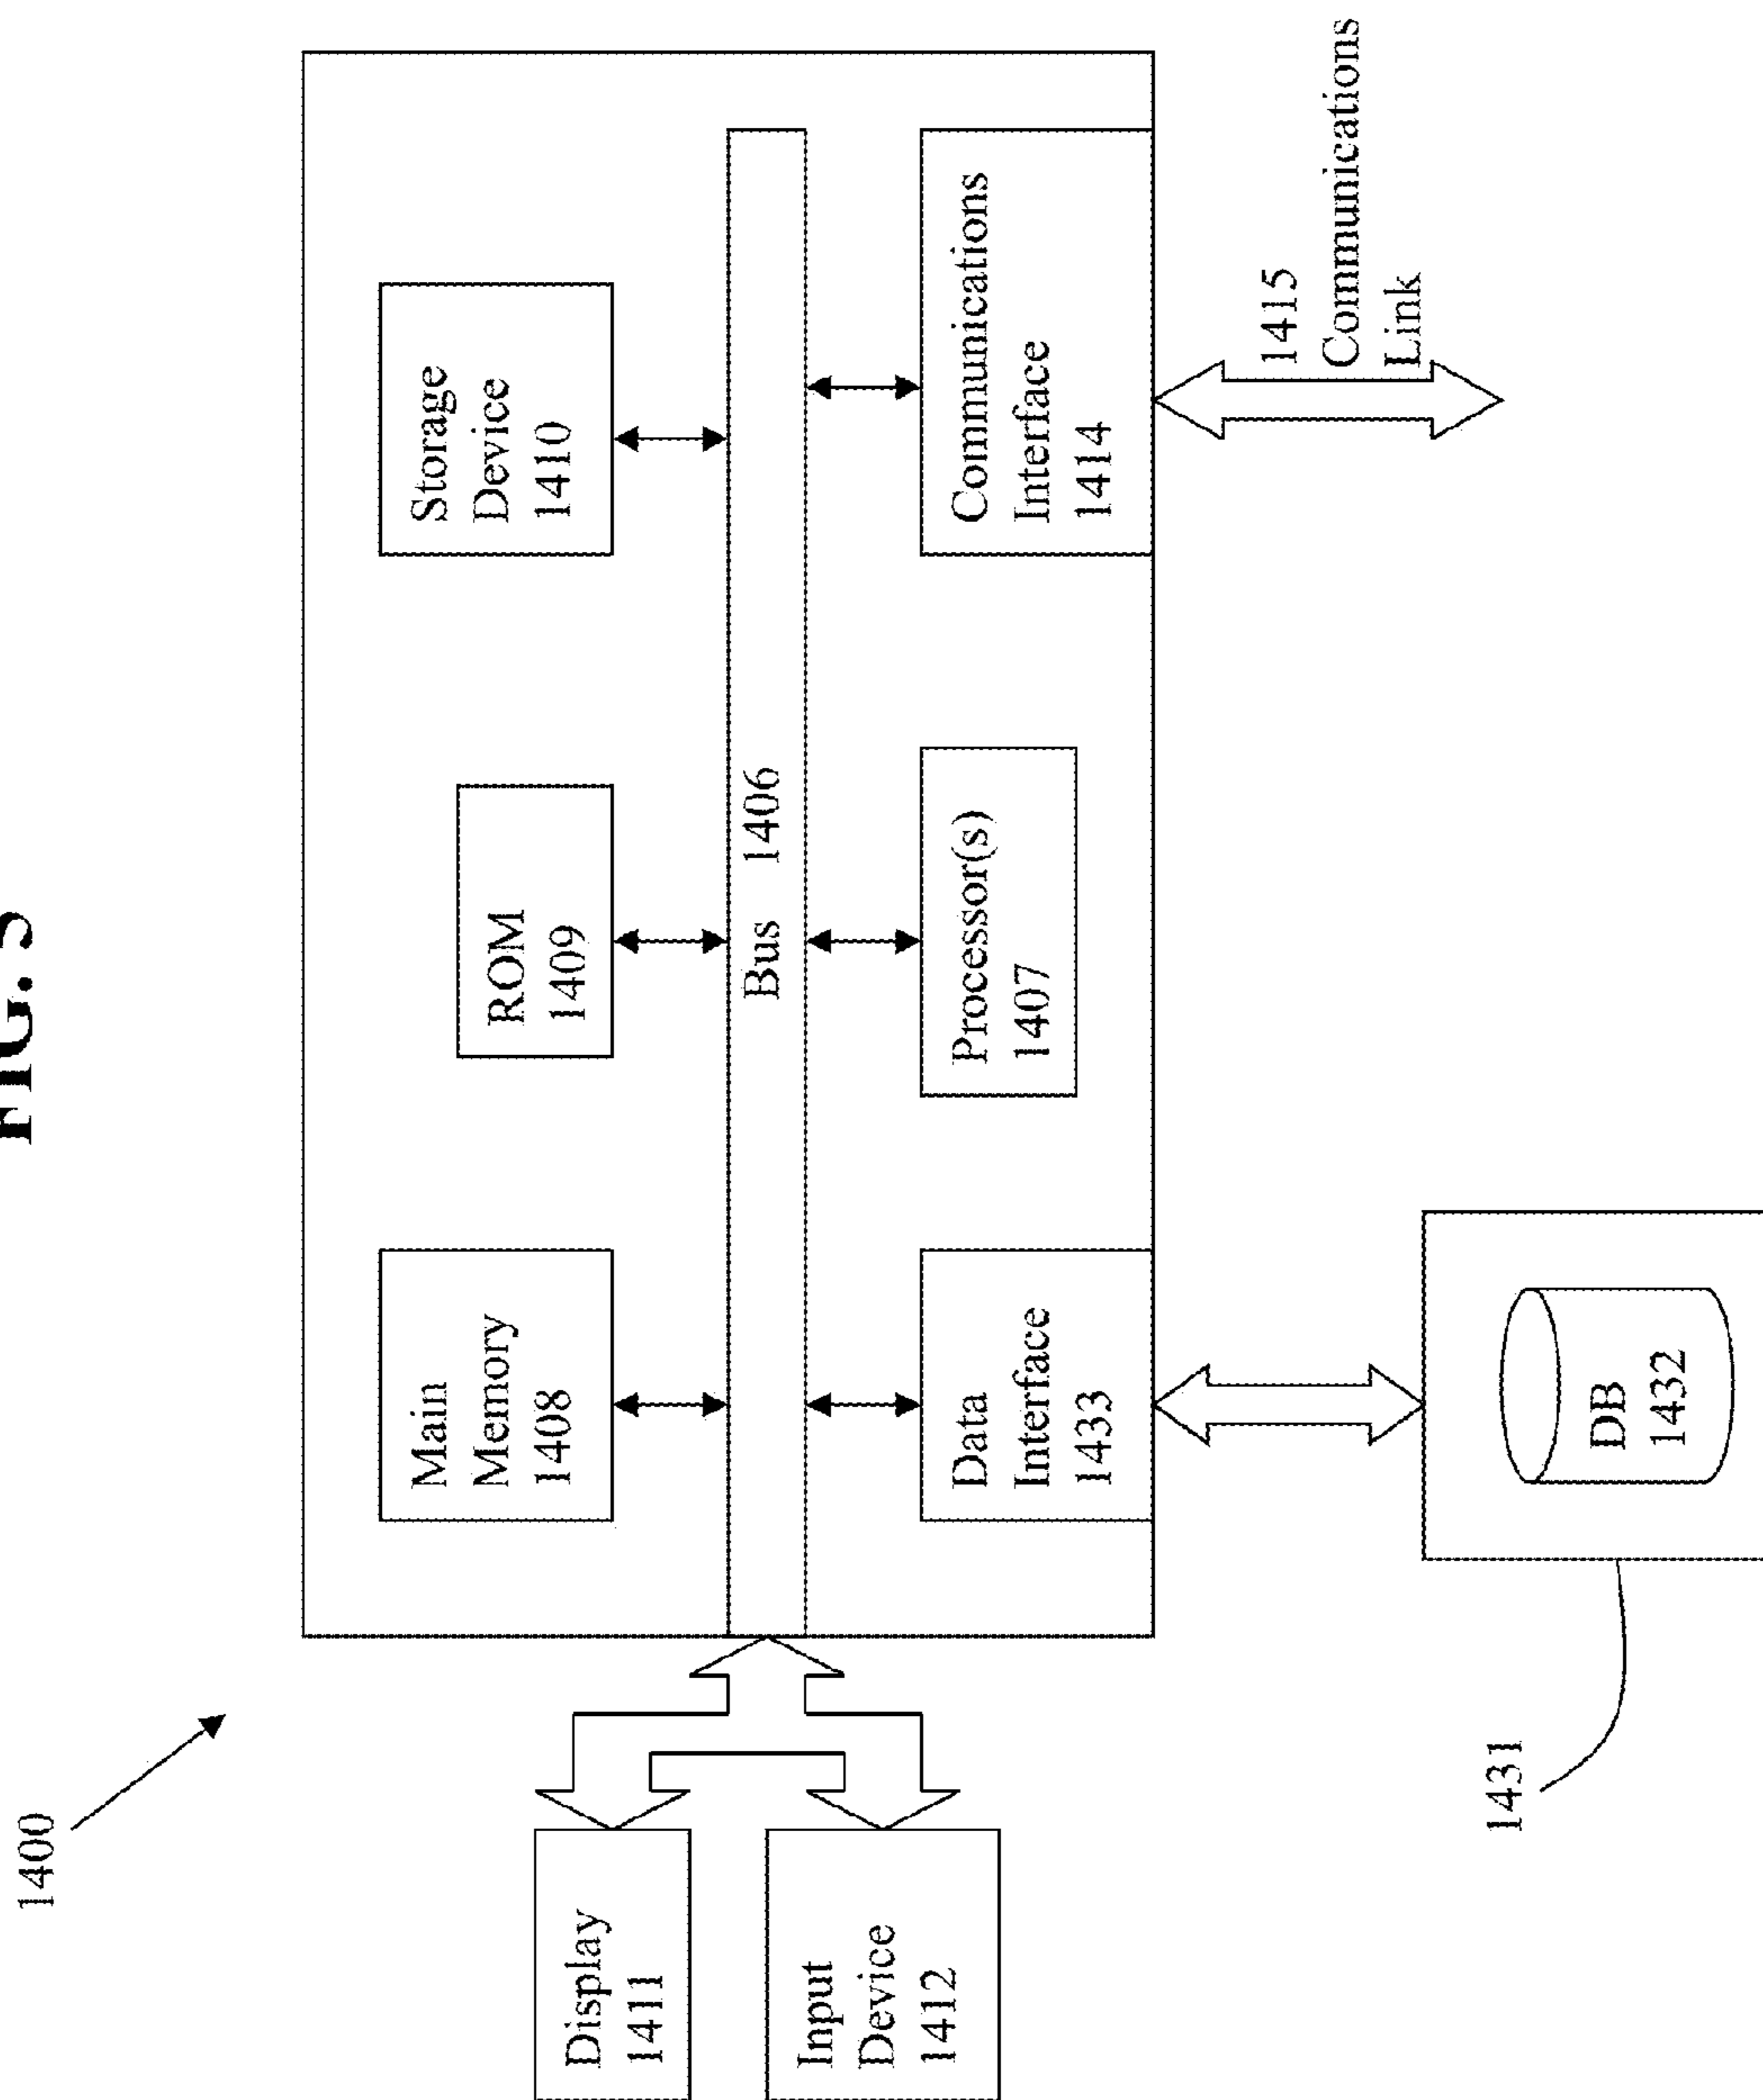 FIG.
1400
Main
Memory
1408
ROM
1409
Storage
Device
1410
Display
1411
Bus 1406
Input
Device
1412
Data
Interface
1433
Processor(s)
1407
Communications
Interface
1414
1415
Communications
Link
1431
DB
1432